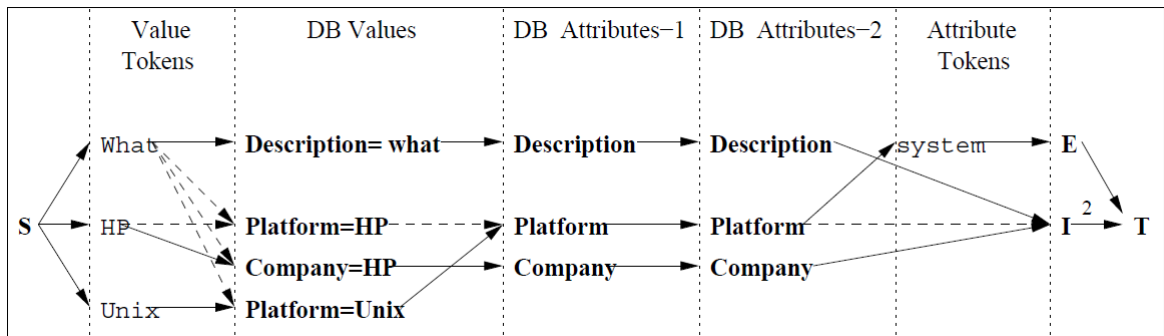 Value Tokens DB Values DB Attributes−1 DB Attributes−2 Attribute Tokens
What Description= what Description Description system E
S HP Platform=HP Platform Platform I 2 T
Company=HP Company Company
Unix Platform=Unix